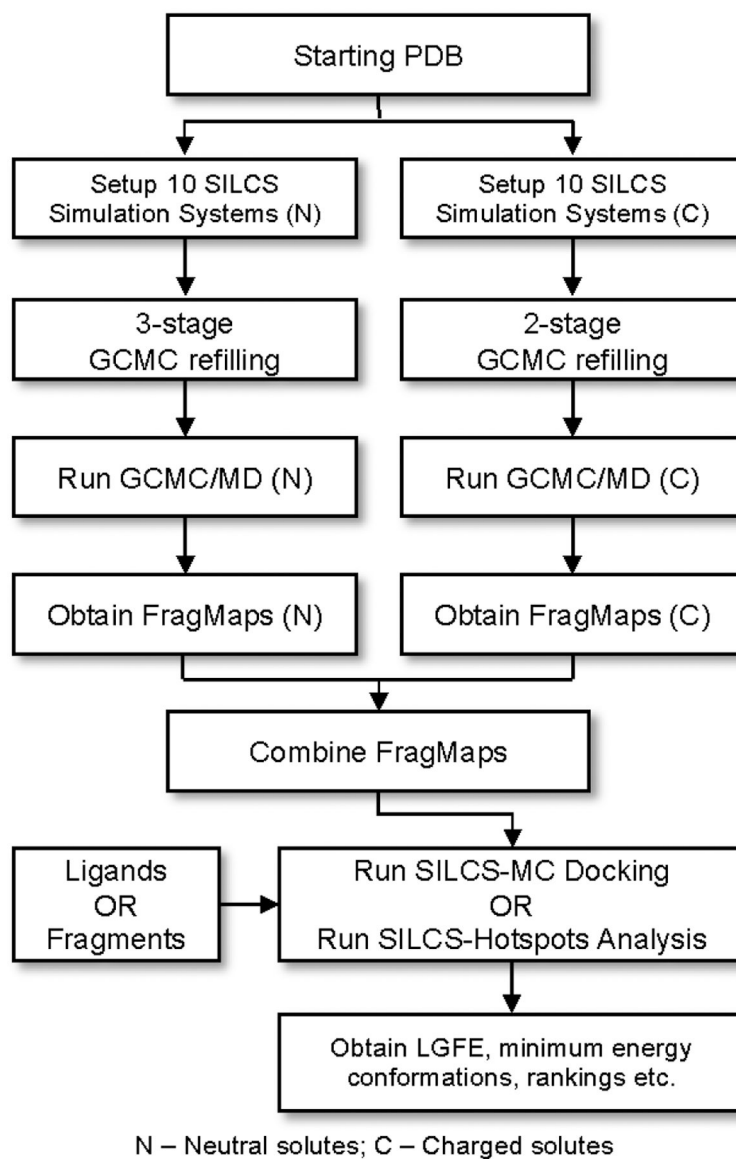 Starting PDB
Setup 10 SILCS
Simulation Systems (N)
Setup 10 SILCS
Simulation Systems (C)
3-stage
GCMC refilling
2-stage
GCMC refilling
Run GCMC/MD (N)
Run GCMC/MD (C)
Obtain FragMaps (N)
Obtain FragMaps (C)
Combine FragMaps
Ligands
OR
Fragments
Run SILCS-MC Docking
OR
Run SILCS-Hotspots Analysis
Obtain LGFE, minimum energy
conformations, rankings etc.
N – Neutral solutes; C – Charged solutes